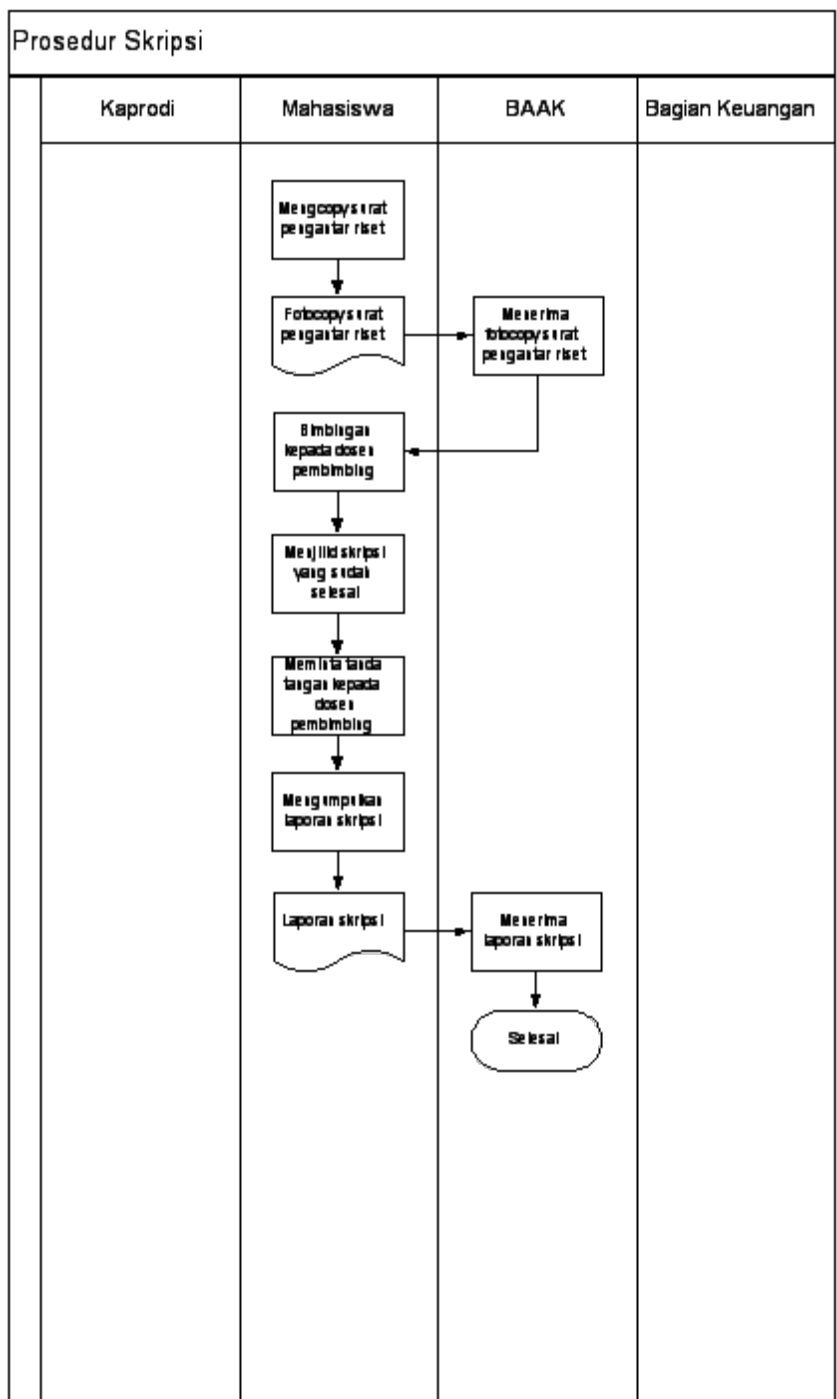 Prosedur Skripsi
Kaprodi
Mahasiswa
BAAK
Bagian Keuangan
Mengcopy surat
pengantar riset
Fotocopy surat
pengantar riset
Menerima
fotocopy surat
pengantar riset
Bimbingan
kepada dosen
pembimbing
Menjilid skripsi
yang sudah
selesai
Meminta tanda
tangan kepada
dosen
pembimbing
Mengumpulkan
laporan skripsi
Laporan skripsi
Menerima
laporan skripsi
Selesai